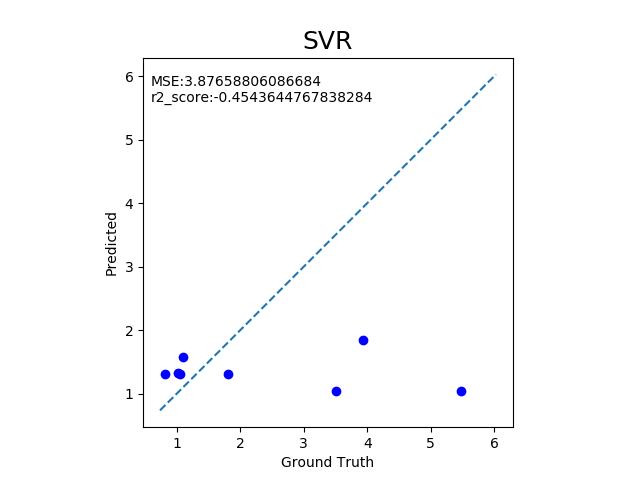 SVR
MSE:3.87658806086684
r2_score:-0.4543644767838284
6
5
4
3
2
1
Predicted
1 2 3 4 5 6
Ground Truth